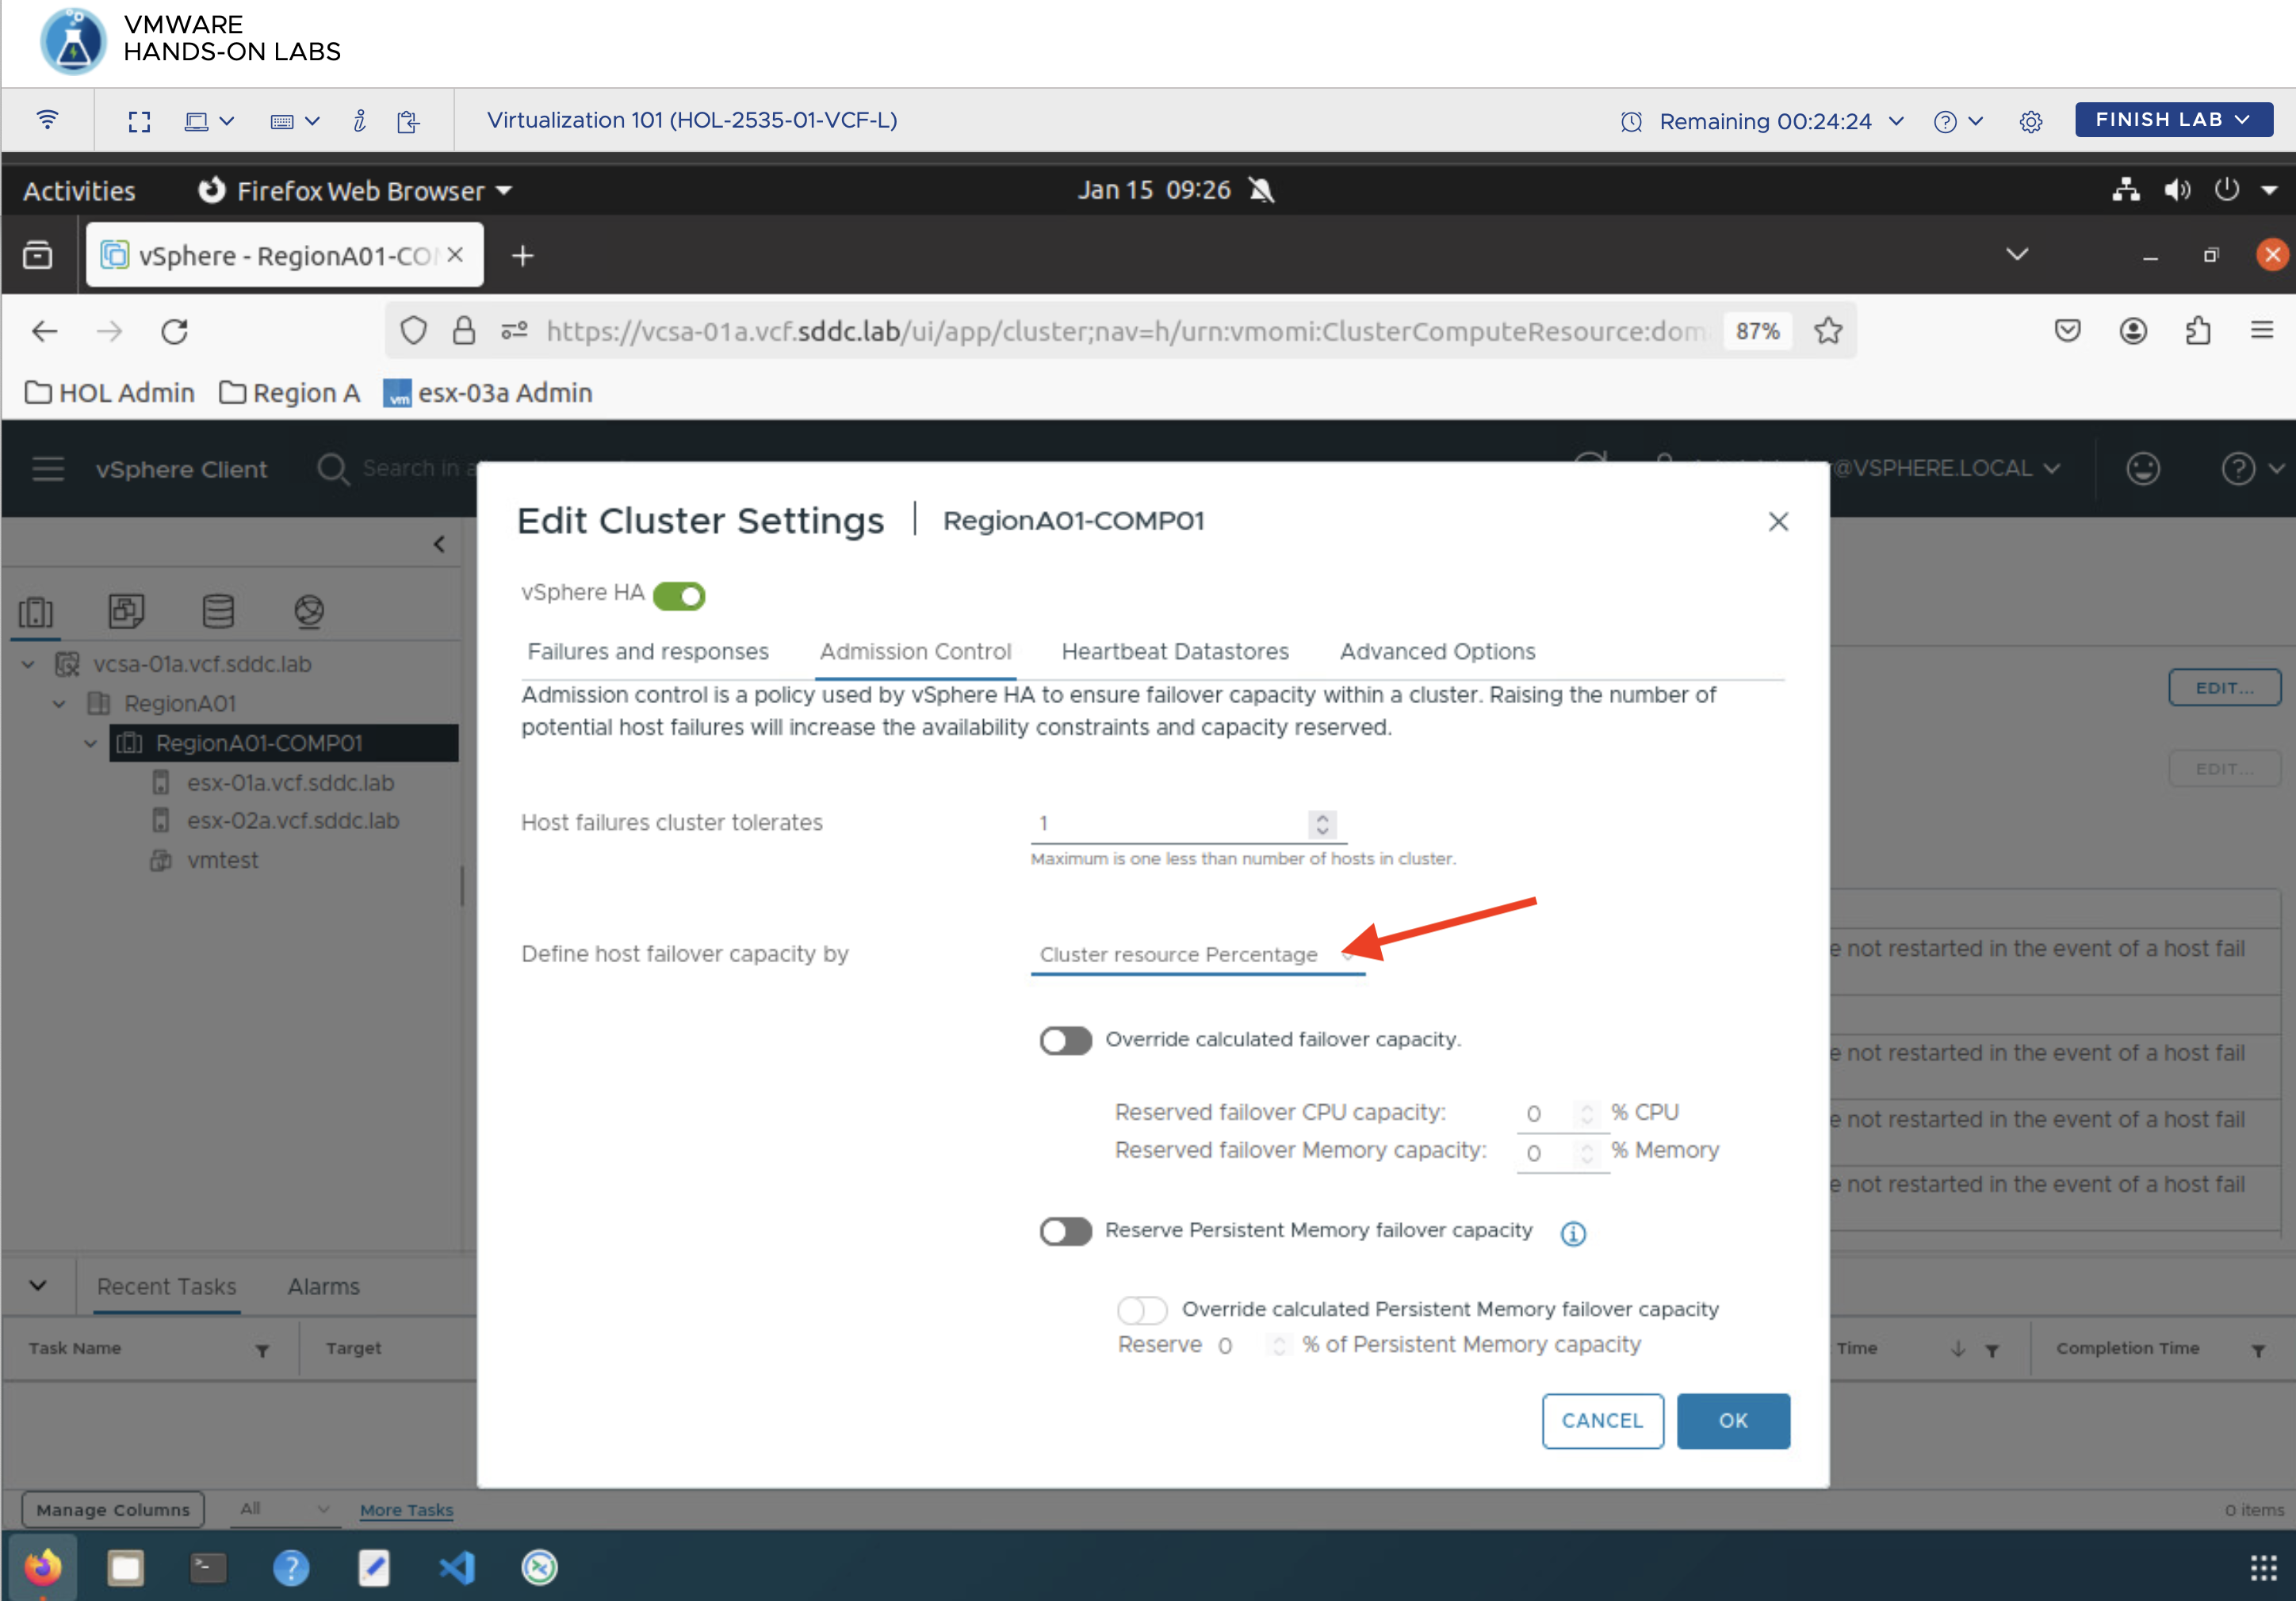 VMWARE
HANDS-ON LABS
Virtualization 101 (HOL-2535-01-VCF-L)
Remaining 00:24:24
FINISH LAB
Activities
Firefox Web Browser
Jan 15 09:26
vSphere - RegionA01-CO
https://vcsa-01a.vcf.sddc.lab/ui/app/cluster;nav=h/urn:vmomi:ClusterComputeResource:dom
87%
HOL Admin
Region A
vm
esx-03a Admin
vSphere Client
Search in a
@VSPHERE.LOCAL
Edit Cluster Settings
RegionA01-COMP01
vSphere HA
Failures and responses
Admission Control
Heartbeat Datastores
Advanced Options
Admission control is a policy used by vSphere HA to ensure failover capacity within a cluster. Raising the number of
potential host failures will increase the availability constraints and capacity reserved.
vcsa-01a.vcf.sddc.lab
RegionA01
RegionA01-COMP01
esx-01a.vcf.sddc.lab
esx-02a.vcf.sddc.lab
vmtest
EDIT...
EDIT...
Host failures cluster tolerates
1
Maximum is one less than number of hosts in cluster.
Define host failover capacity by
Cluster resource Percentage
Override calculated failover capacity.
Reserved failover CPU capacity: 0 % CPU
Reserved failover Memory capacity: 0 % Memory
Reserve Persistent Memory failover capacity
Override calculated Persistent Memory failover capacity
Reserve 0 % of Persistent Memory capacity
CANCEL
OK
e not restarted in the event of a host fail
e not restarted in the event of a host fail
e not restarted in the event of a host fail
e not restarted in the event of a host fail
Recent Tasks
Alarms
Task Name
Target
Time
Completion Time
Manage Columns
All
More Tasks
0 items